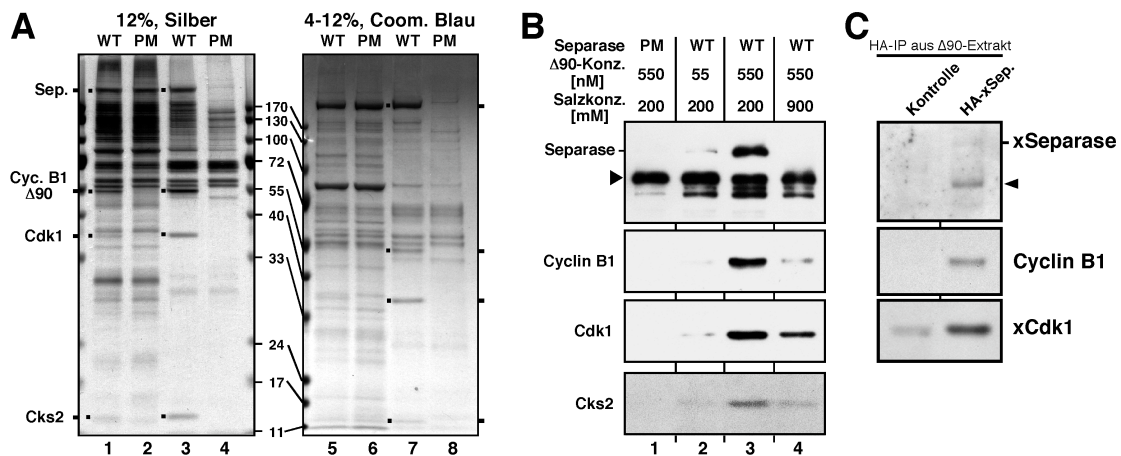 A
12%, Silber
4-12%, Coom. Blau
WT PM WT PM
WT PM WT PM
Sep.
Cyc. B1
Δ90
Cdk1
Cks2
170
130
100
72
55
40
33
24
17
11
1 2 3 4
5 6 7 8
B
Separase PM WT WT WT
Δ90-Konz.
[nM]
550 55 550 550
Salzkonz.
[mM]
200 200 200 900
Separase
Cyclin B1
Cdk1
Cks2
1 2 3 4
C
HA-IP aus Δ90-Extrakt
Kontrolle
HA-xSep.
xSeparase
Cyclin B1
xCdk1